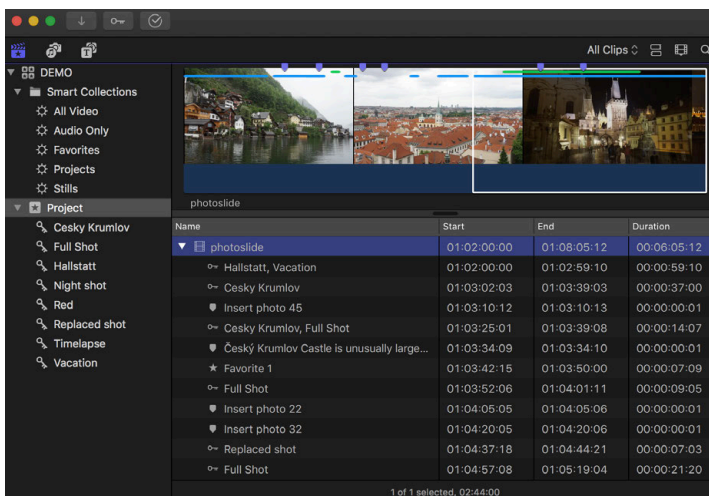 All Clips
DEMO
Smart Collections
All Video
Audio Only
Favorites
Projects
Stills
Project
Cesky Krumlov
Full Shot
Hallstatt
Night shot
Red
Replaced shot
Timelapse
Vacation
photoslide
Name Start End Duration
photoslide 01:02:00:00 01:08:05:12 00:06:05:12
Hallstatt, Vacation 01:02:00:00 01:02:59:10 00:00:59:10
Cesky Krumlov 01:03:02:03 01:03:39:03 00:00:37:00
Insert photo 45 01:03:10:12 01:03:10:13 00:00:00:01
Cesky Krumlov, Full Shot 01:03:25:01 01:03:39:08 00:00:14:07
Český Krumlov Castle is unusually large... 01:03:34:09 01:03:34:10 00:00:00:01
Favorite 1 01:03:42:15 01:03:50:00 00:00:07:09
Full Shot 01:03:52:06 01:04:01:11 00:00:09:05
Insert photo 22 01:04:05:05 01:04:05:06 00:00:00:01
Insert photo 32 01:04:20:05 01:04:20:06 00:00:00:01
Replaced shot 01:04:37:18 01:04:44:21 00:00:07:03
Full Shot 01:04:57:08 01:05:19:04 00:00:21:20
1 of 1 selected, 02:44:00